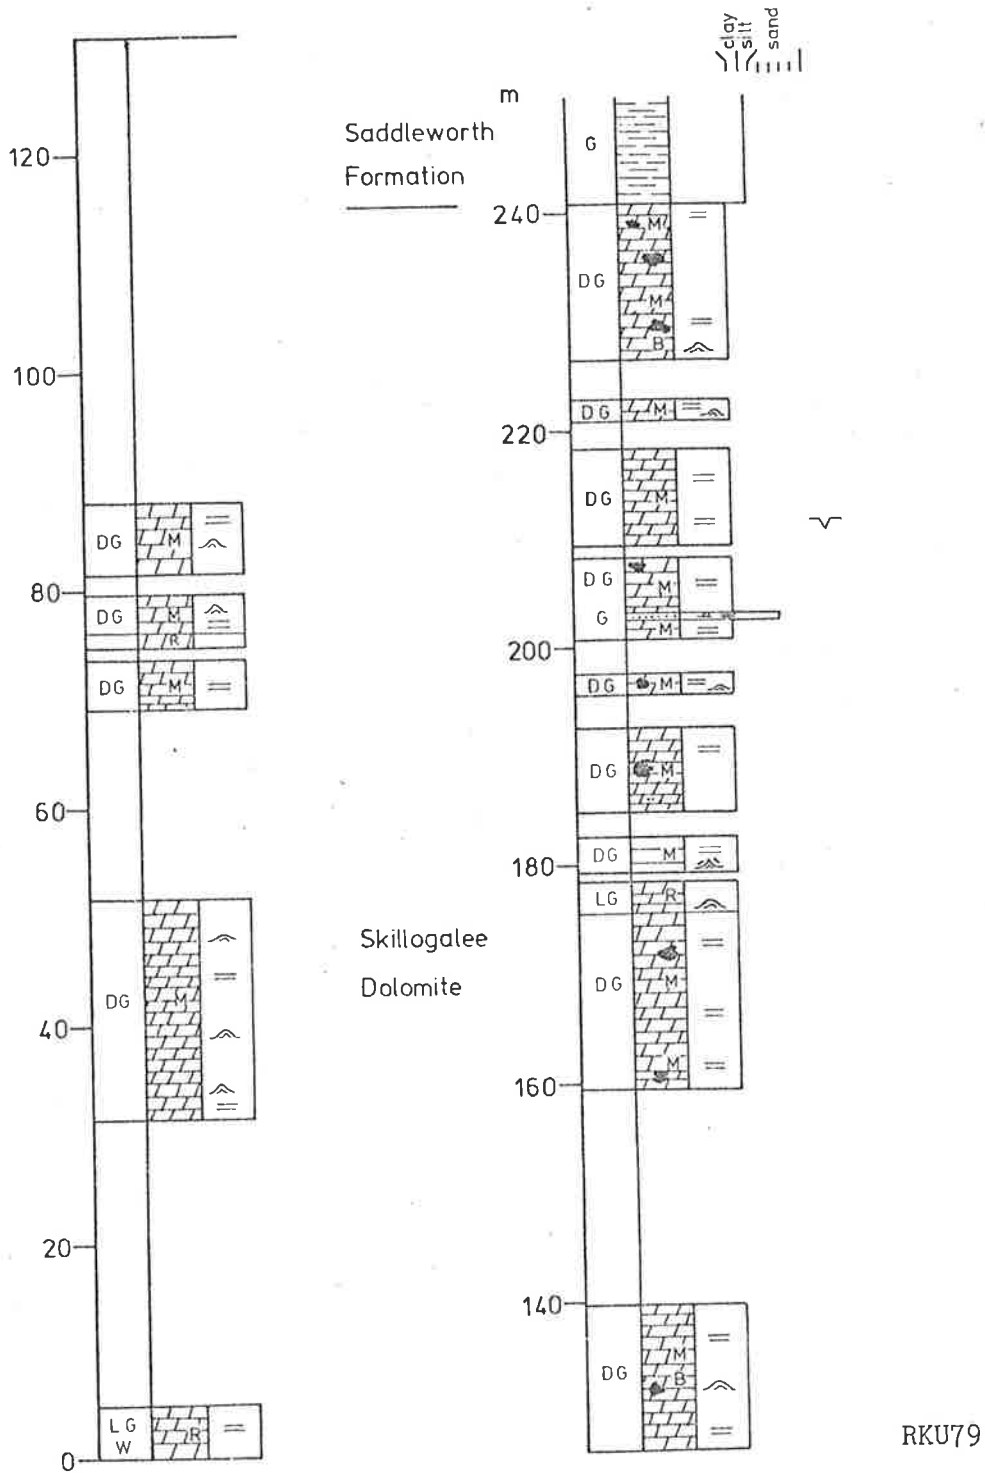 clay
silt
sand
m
Saddleworth
Formation
Skillogalee
Dolomite
120
100
80
60
40
20
0
DG
M
DG
M
R
DG
M
DG
M
LG
W
R
240
220
200
180
160
140
G
DG
M
M
B
DG
M
DG
M
DG
M
G
M
DG
M
DG
M
DG
M
LG
R
DG
M
M
DG
M
B
RKU79